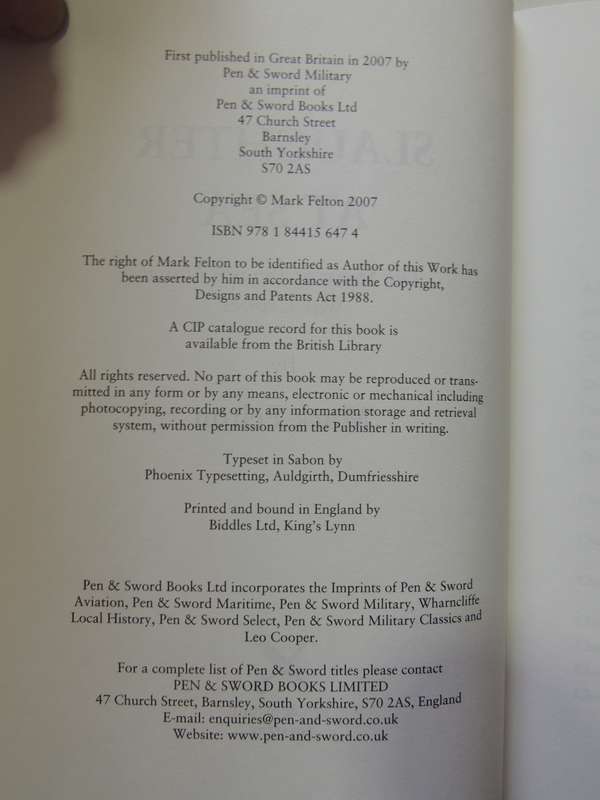 First published in Great Britain in 2007 by
Pen & Sword Military
an imprint of
Pen & Sword Books Ltd
47 Church Street
Barnsley
South Yorkshire
S70 2AS
Copyright © Mark Felton 2007
ISBN 978 1 84415 647 4
The right of Mark Felton to be identified as Author of this Work has
been asserted by him in accordance with the Copyright,
Designs and Patents Act 1988.
A CIP catalogue record for this book is
available from the British Library
All rights reserved. No part of this book may be reproduced or trans-
mitted in any form or by any means, electronic or mechanical including
photocopying, recording or by any information storage and retrieval
system, without permission from the Publisher in writing.
Typeset in Sabon by
Phoenix Typesetting, Auldgirth, Dumfriesshire
Printed and bound in England by
Biddles Ltd, King's Lynn
Pen & Sword Books Ltd incorporates the Imprints of Pen & Sword
Aviation, Pen & Sword Maritime, Pen & Sword Military, Wharncliffe
Local History, Pen & Sword Select, Pen & Sword Military Classics and
Leo Cooper.
For a complete list of Pen & Sword titles please contact
PEN & SWORD BOOKS LIMITED
47 Church Street, Barnsley, South Yorkshire, S70 2AS, England
E-mail: enquiries@pen-and-sword.co.uk
Website: www.pen-and-sword.co.uk